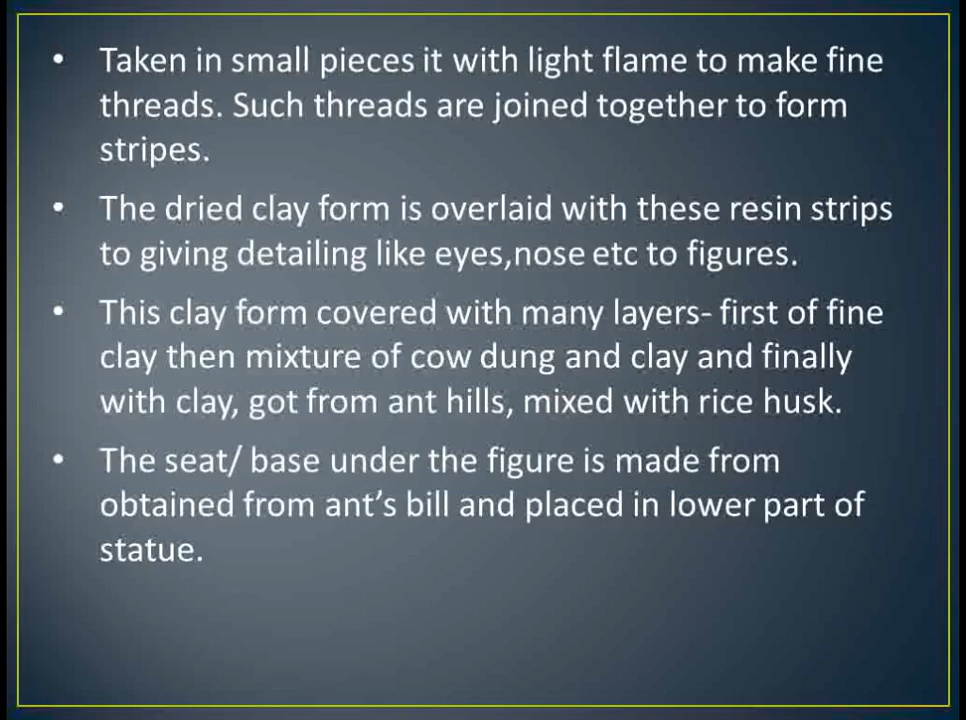 • Taken in small pieces it with light flame to make fine
threads. Such threads are joined together to form
stripes.
• The dried clay form is overlaid with these resin strips
to giving detailing like eyes,nose etc to figures.
• This clay form covered with many layers- first of fine
clay then mixture of cow dung and clay and finally
with clay, got from ant hills, mixed with rice husk.
• The seat/ base under the figure is made from
obtained from ant’s bill and placed in lower part of
statue.